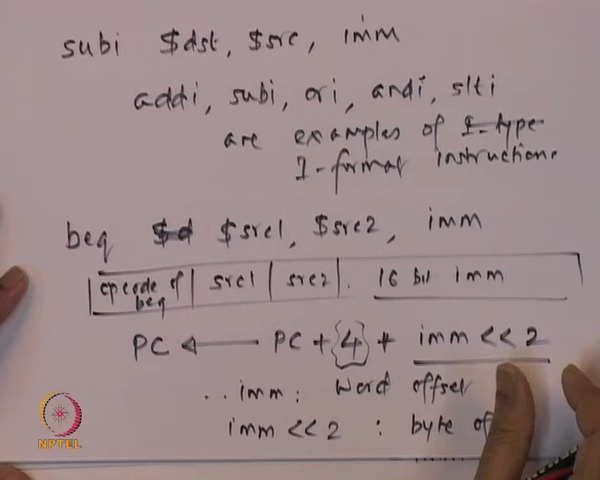 subi $dst, $src, imm
addi, subi, ori, andi, slti
are examples of I-type
I-format instructions
beq $d $src1, $src2, imm
opcode of beq | src1 | src2 | 16 bit imm
PC ← PC + {4} + imm << 2
.. imm : Word offset
imm << 2 : byte of
NPTEL